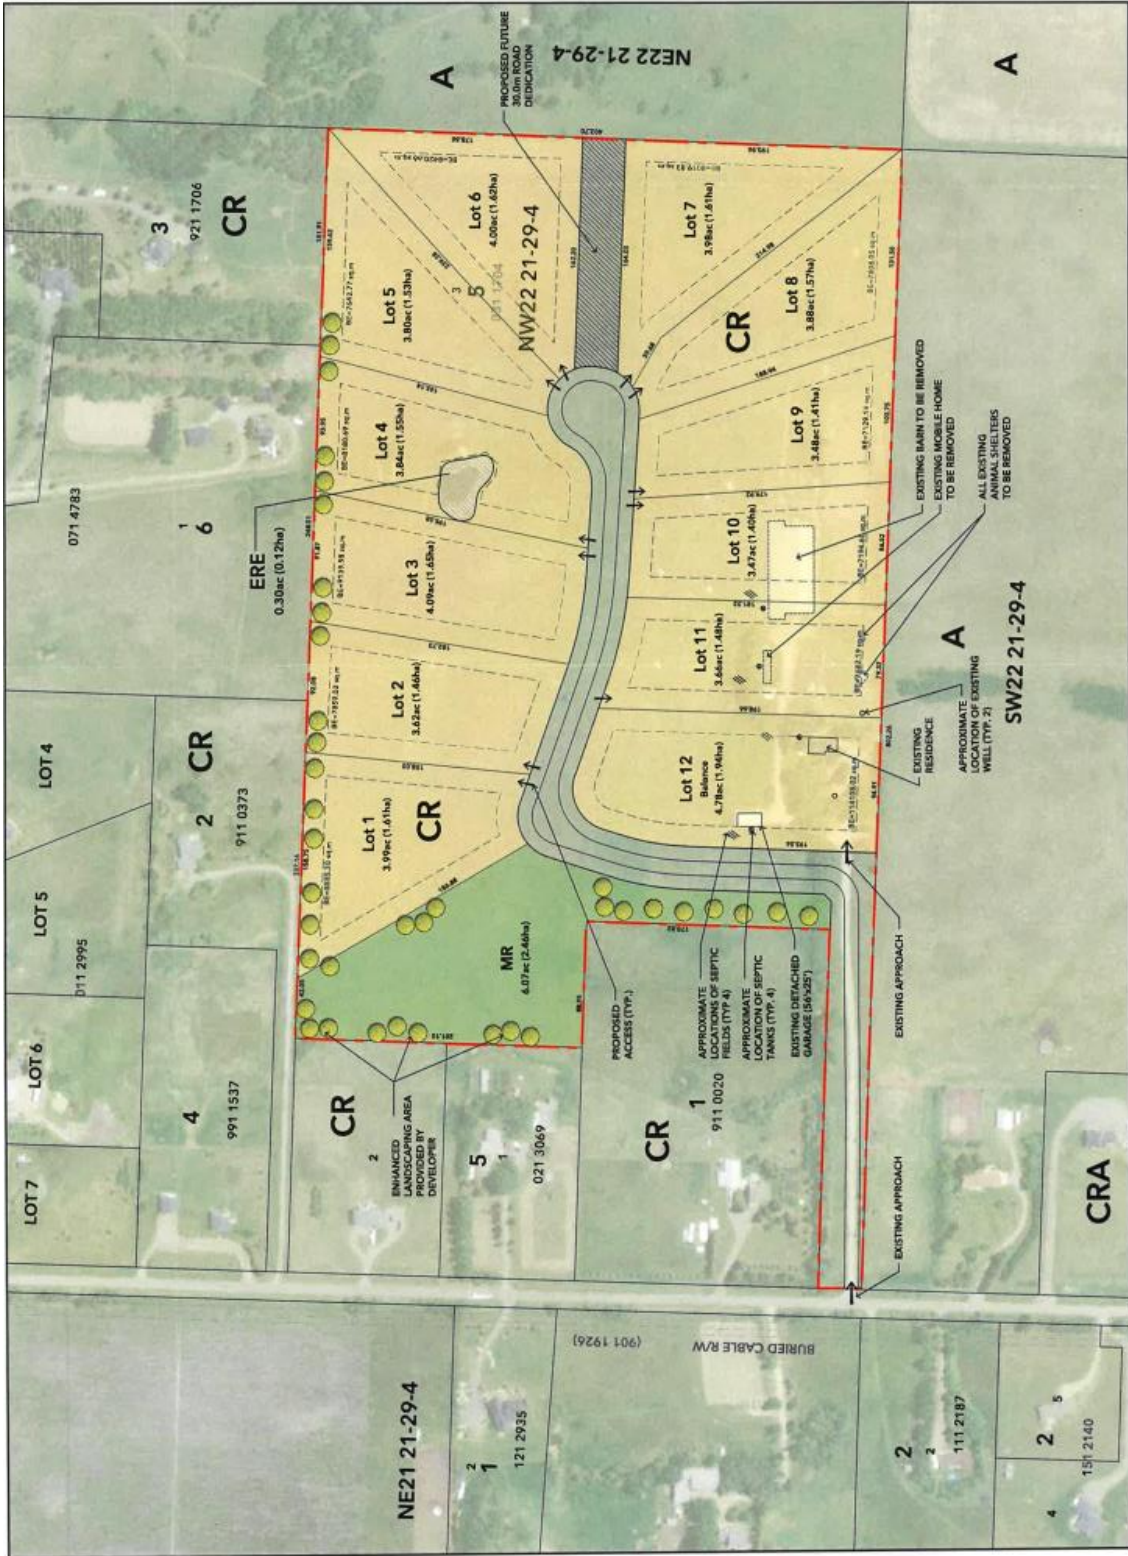 LOT 7
LOT 6
LOT 5
LOT 4
011 2995
4
991 1537
2
911 0373
CR
071 4783
1
6
3
921 1706
CR
A
NE22 21-29-4
PROPOSED FUTURE
30.0m ROAD
DEDICATION
ERE
0.30ac (0.12ha)
Lot 1
3.99ac (1.61ha)
CR
Lot 2
3.62ac (1.46ha)
Lot 3
4.09ac (1.65ha)
Lot 4
3.84ac (1.55ha)
Lot 5
3.80ac (1.53ha)
3
5
Lot 6
4.00ac (1.62ha)
NW22 21-29-4
Lot 7
3.98ac (1.61ha)
Lot 8
3.88ac (1.57ha)
CR
Lot 9
3.48ac (1.41ha)
Lot 10
3.47ac (1.40ha)
Lot 11
3.66ac (1.48ha)
Lot 12
Balance
4.78ac (1.94ha)
MR
6.07ac (2.46ha)
CR
2
ENHANCED
LANDSCAPING AREA
PROVIDED BY
DEVELOPER
5
1
021 3069
PROPOSED
ACCESS (TYP.)
CR
1
911 0020
APPROXIMATE
LOCATIONS OF SEPTIC
FIELDS (TYP 4)
APPROXIMATE
LOCATION OF SEPTIC
TANKS (TYP. 4)
EXISTING DETACHED
GARAGE (56'x25')
EXISTING APPROACH
EXISTING APPROACH
EXISTING
RESIDENCE
APPROXIMATE
LOCATION OF EXISTING
WELL (TYP. 2)
A
SW22 21-29-4
EXISTING BARN TO BE REMOVED
EXISTING MOBILE HOME
TO BE REMOVED
ALL EXISTING
ANIMAL SHELTERS
TO BE REMOVED
A
CRA
NE21 21-29-4
2
1
121 2935
BURIED CABLE R/W
(901 1926)
2
2
111 2187
2
5
4
151 2140